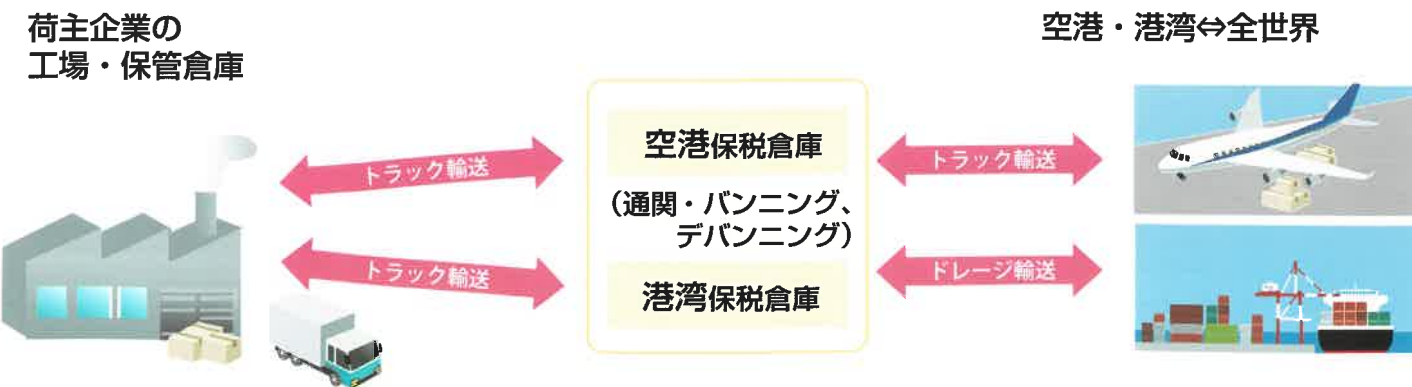 荷主企業の
工場・保管倉庫
空港・港湾⇔全世界
トラック輸送
空港保税倉庫
トラック輸送
（通関・バンニング、
デバンニング）
トラック輸送
港湾保税倉庫
ドレージ輸送